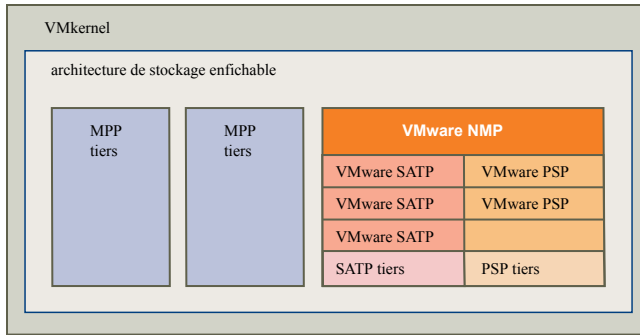 VMkernel
architecture de stockage enfichable
MPP
tiers
MPP
tiers
VMware NMP
VMware SATP
VMware PSP
VMware SATP
VMware PSP
VMware SATP
SATP tiers
PSP tiers